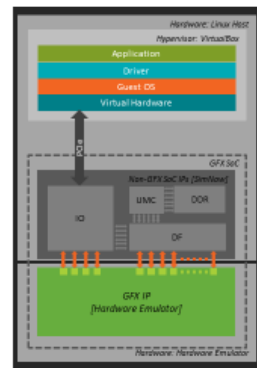 Hardware: Linux Host
Hypervisor: VirtualBox
Application
Driver
Guest OS
Virtual Hardware
PCIe
GFX SoC
Non-GFX SoC IPs [SimNow]
IO
UMC
DDR
DF
GFX IP
[Hardware Emulator]
Hardware: Hardware Emulator